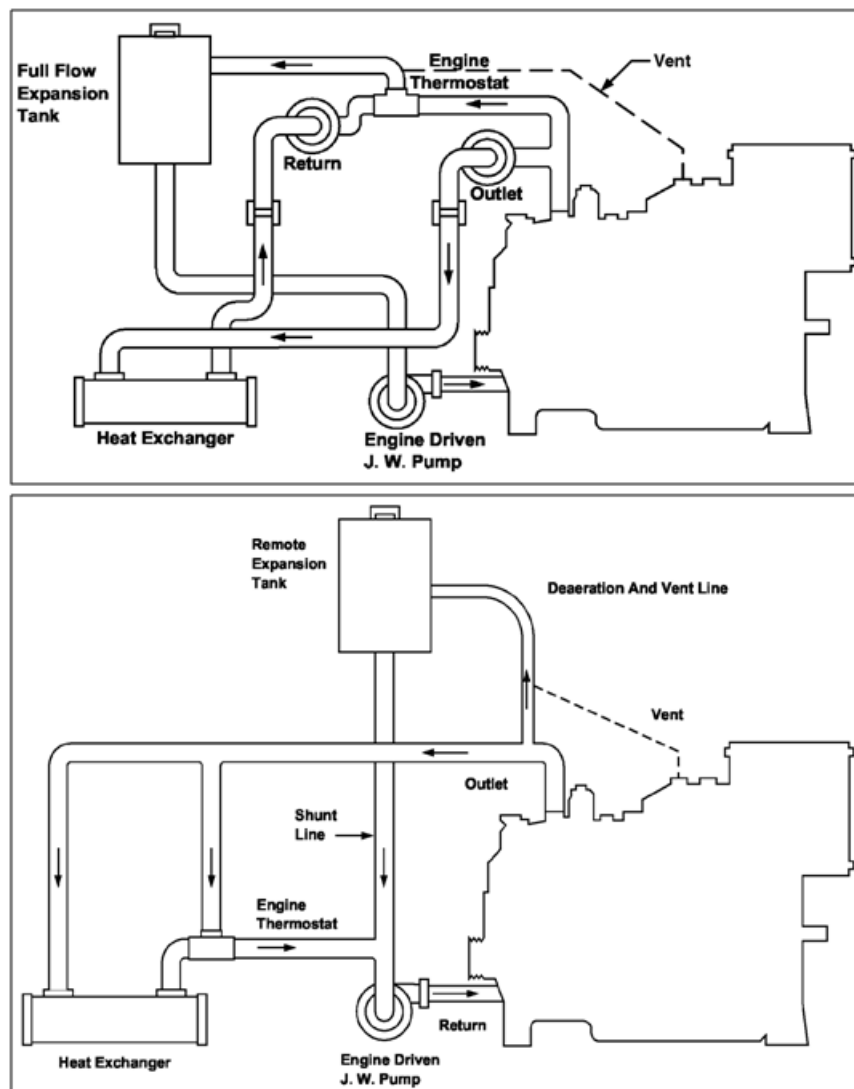 Full Flow
Expansion
Tank
Engine
Thermostat
Vent
Return
Outlet
Heat Exchanger
Engine Driven
J. W. Pump
Remote
Expansion
Tank
Deaeration And Vent Line
Vent
Outlet
Shunt
Line
Engine
Thermostat
Return
Heat Exchanger
Engine Driven
J. W. Pump